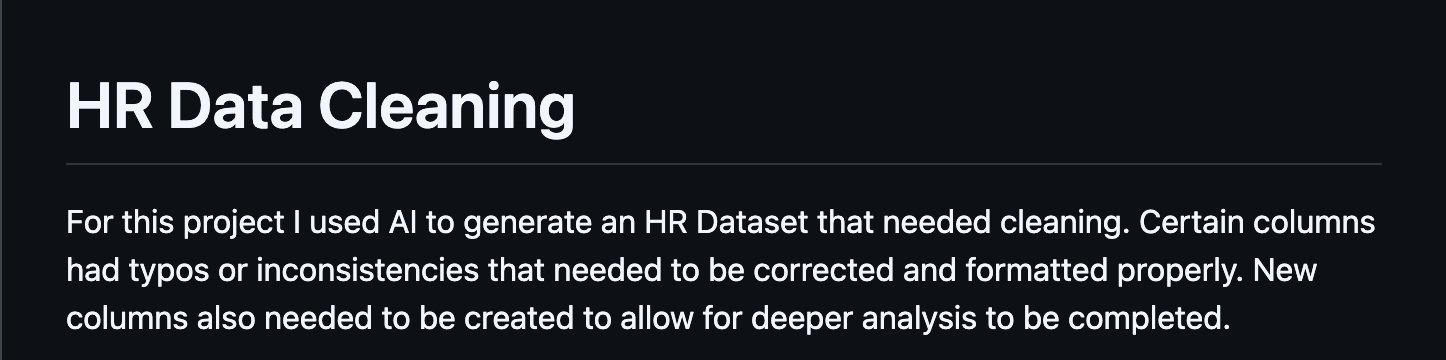 HR Data Cleaning
For this project I used AI to generate an HR Dataset that needed cleaning. Certain columns
had typos or inconsistencies that needed to be corrected and formatted properly. New
columns also needed to be created to allow for deeper analysis to be completed.